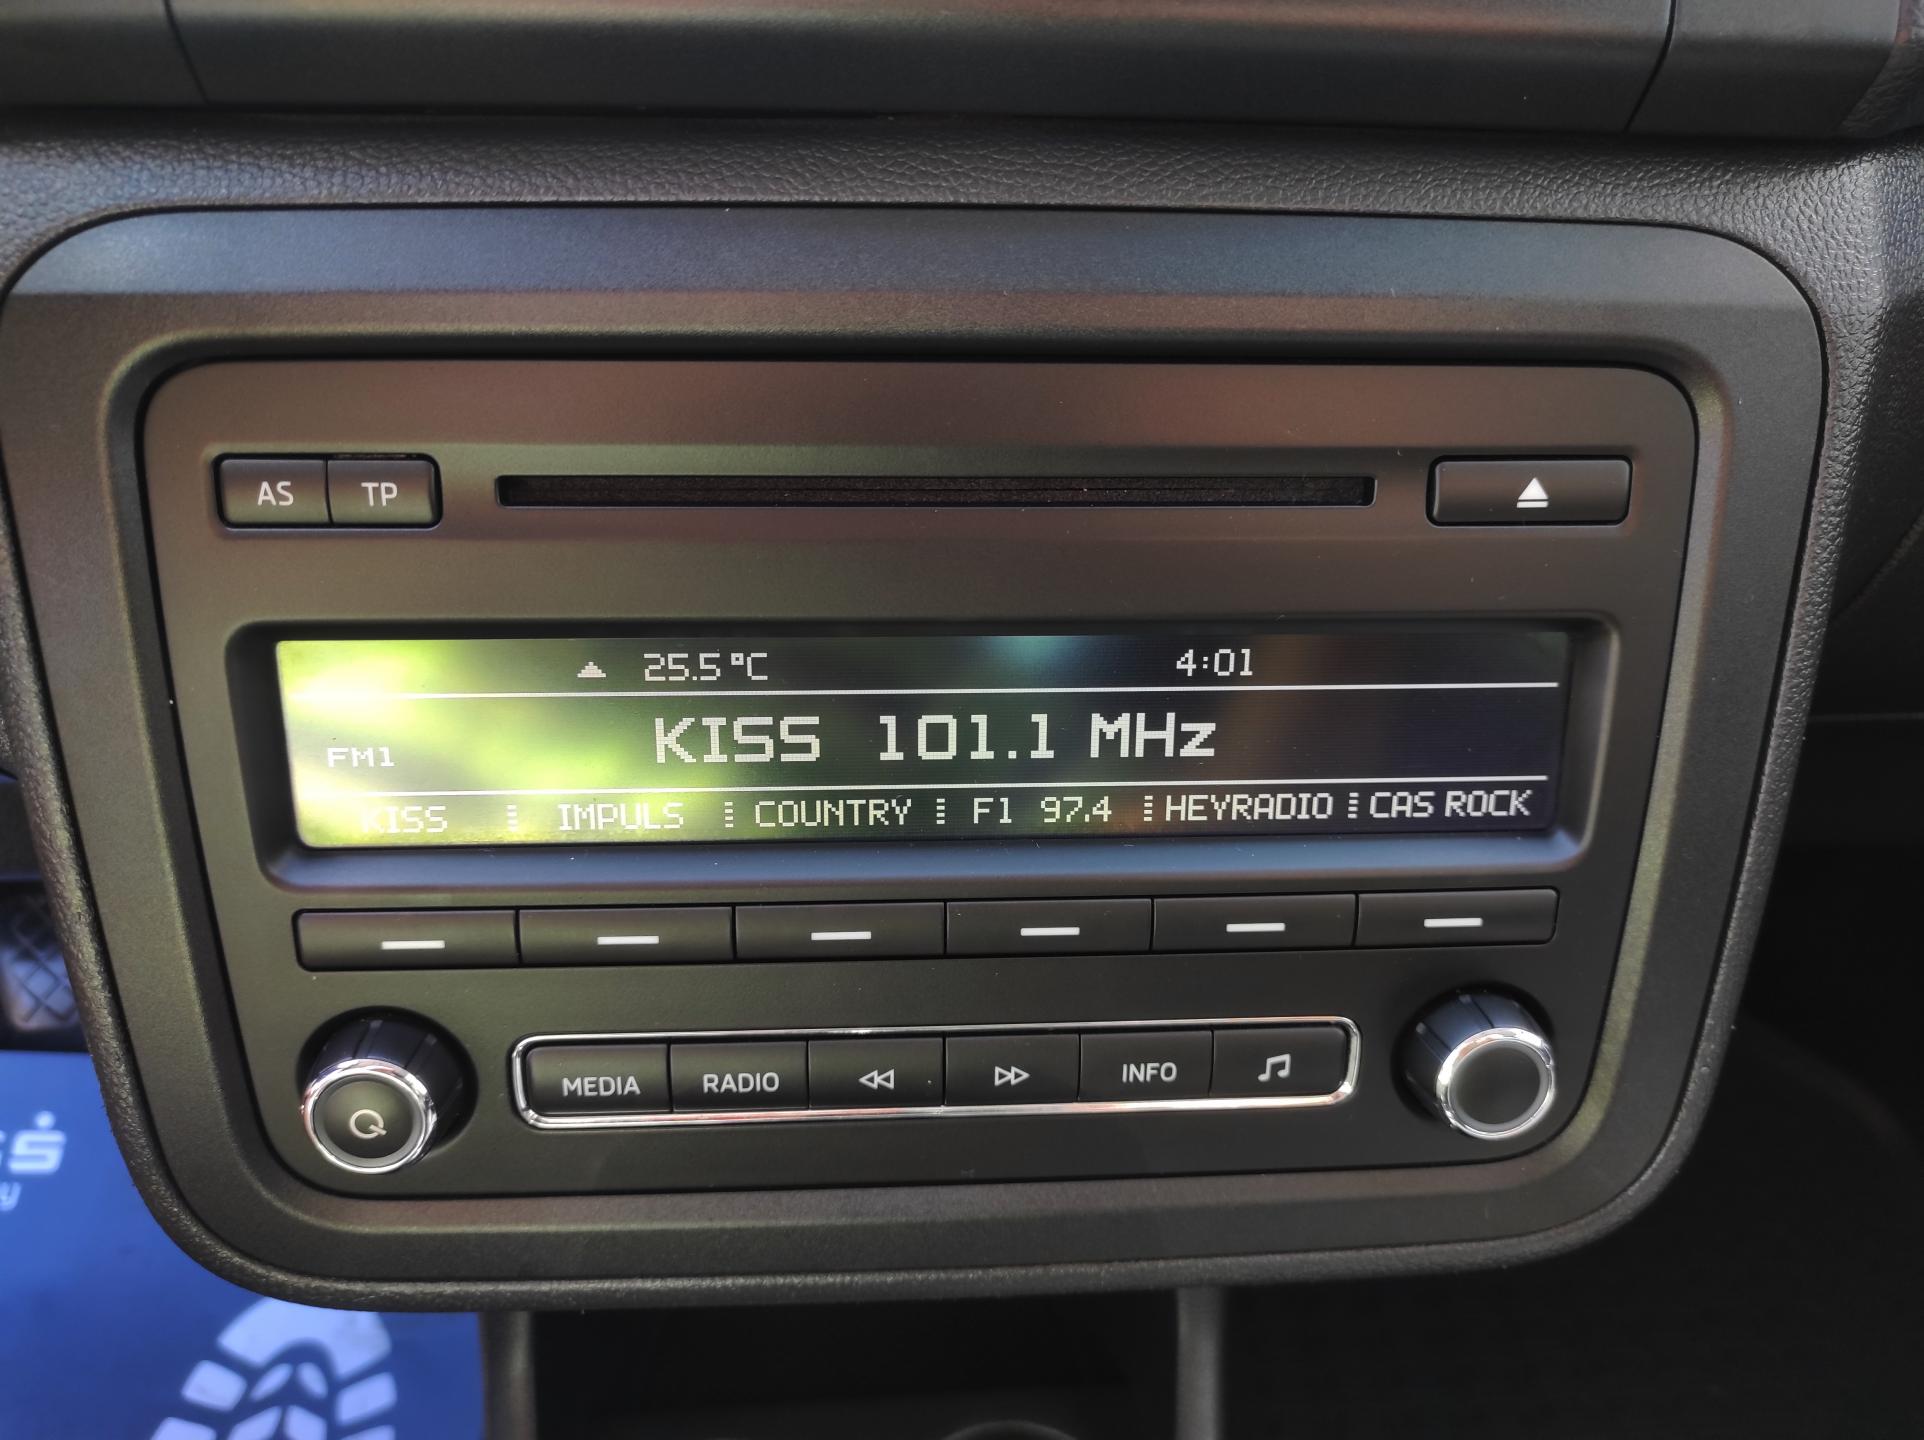 AS TP
25.5°C 4:01
FM1 KISS 101.1 MHz
KISS IMPULS COUNTRY F1 97.4 HEYRADIO CAS ROCK
MEDIA RADIO INFO